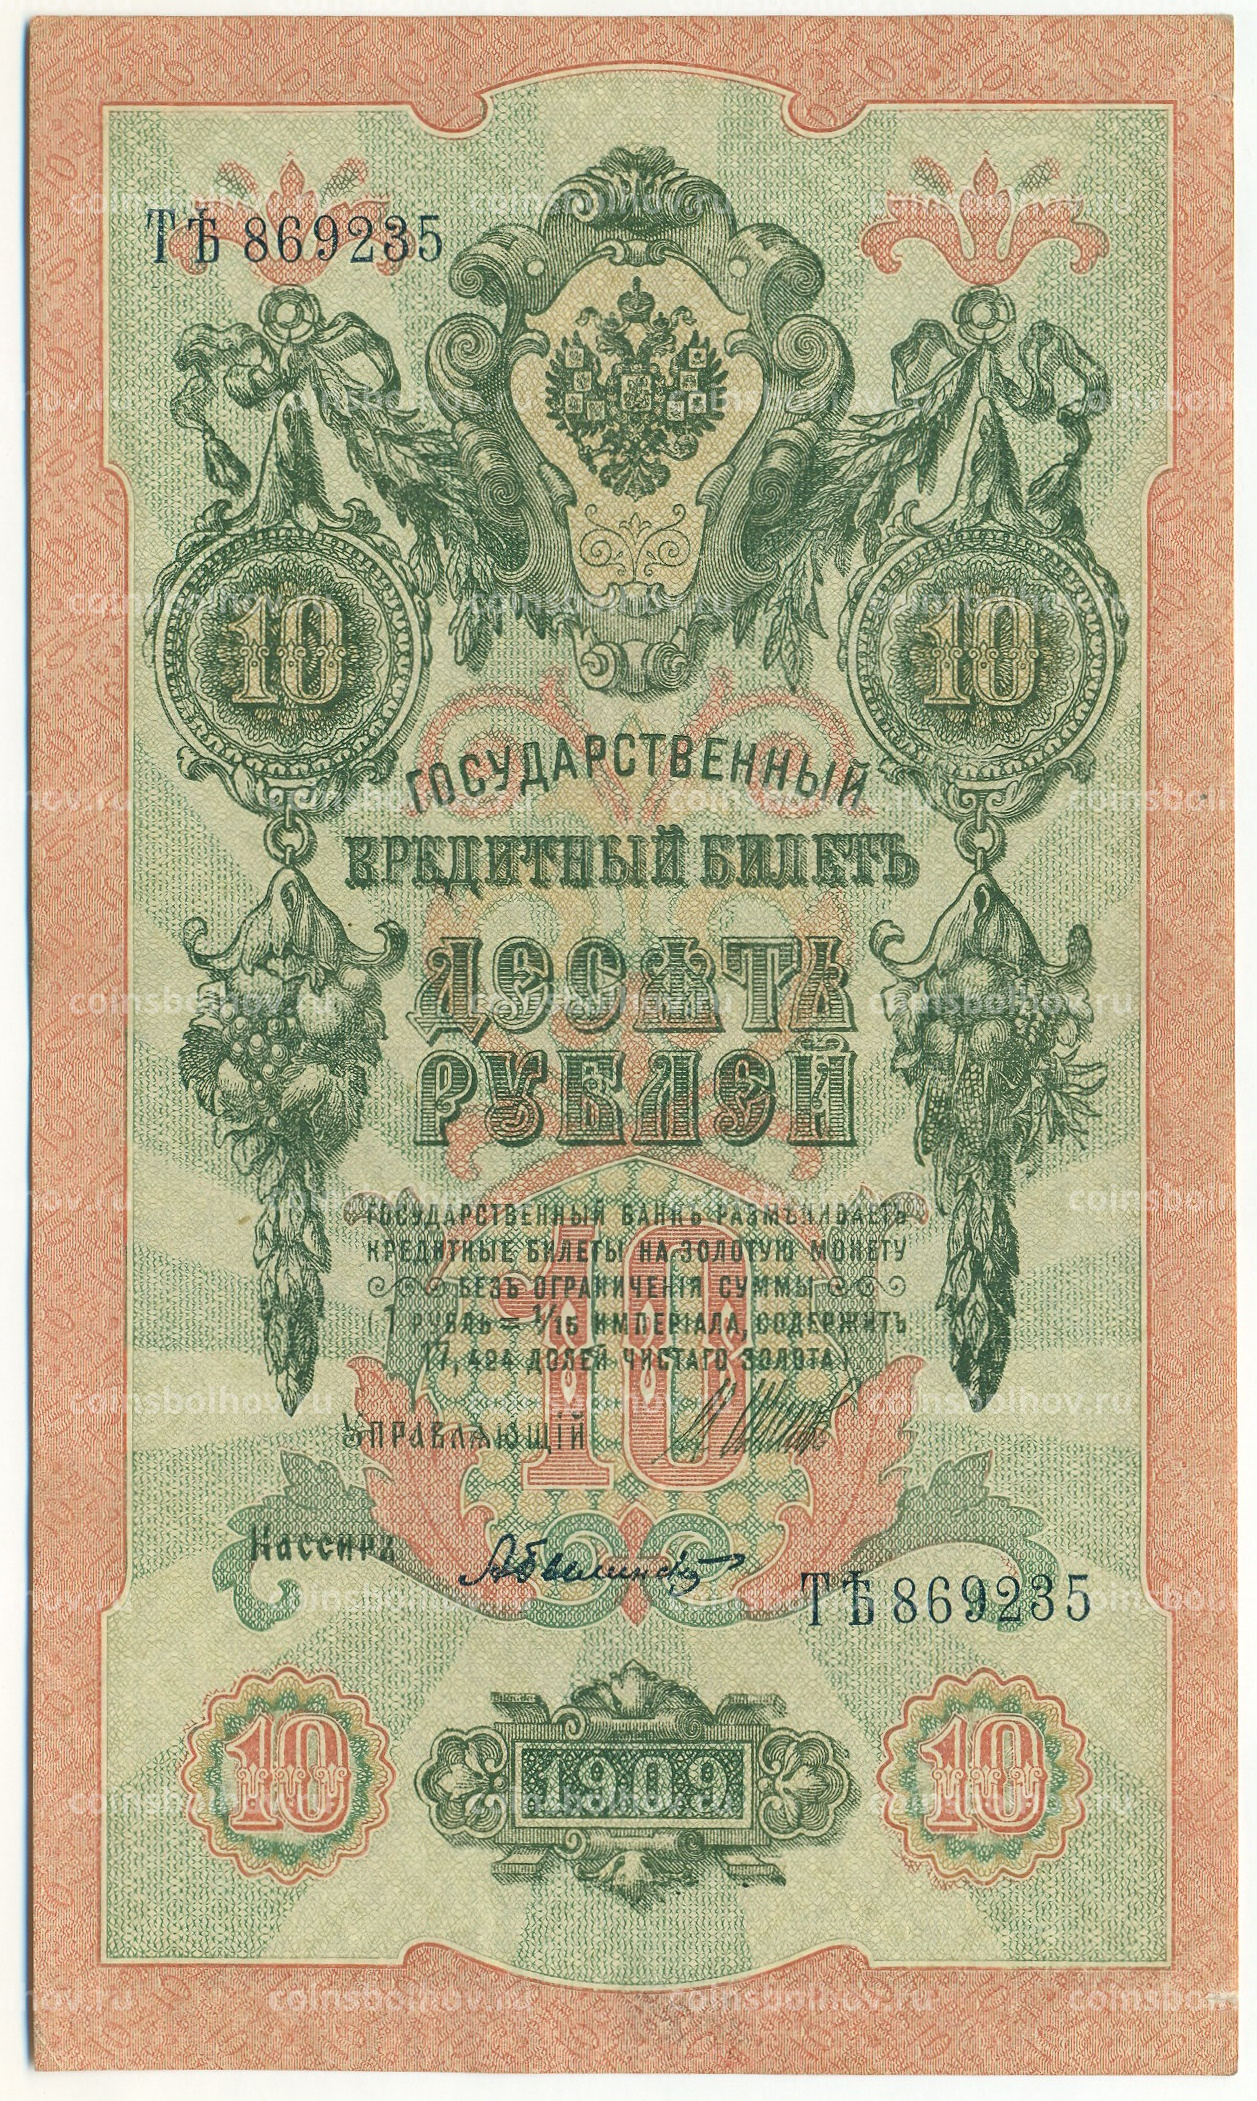 ТѢ 869235
10
10
ГОСУДАРСТВЕННЫЙ
КРЕДИТНЫЙ БИЛЕТЪ
ДЕСЯТЬ
РУБЛЕЙ
ГОСУДАРСТВЕННЫЙ БАНКЪ РАЗМѢНИВАЕТЪ
КРЕДИТНЫЕ БИЛЕТЫ НА ЗОЛОТУЮ МОНЕТУ
БЕЗЪ ОГРАНИЧЕНІЯ СУММЫ
(1 РУБЛЬ = 1/15 ИМПЕРІАЛА, СОДЕРЖИТЪ
17,424 ДОЛЕЙ ЧИСТАГО ЗОЛОТА)
10
УПРАВЛЯЮЩІЙ
Кассиръ
ТѢ 869235
10
1909
10
coinsbolhov.ru